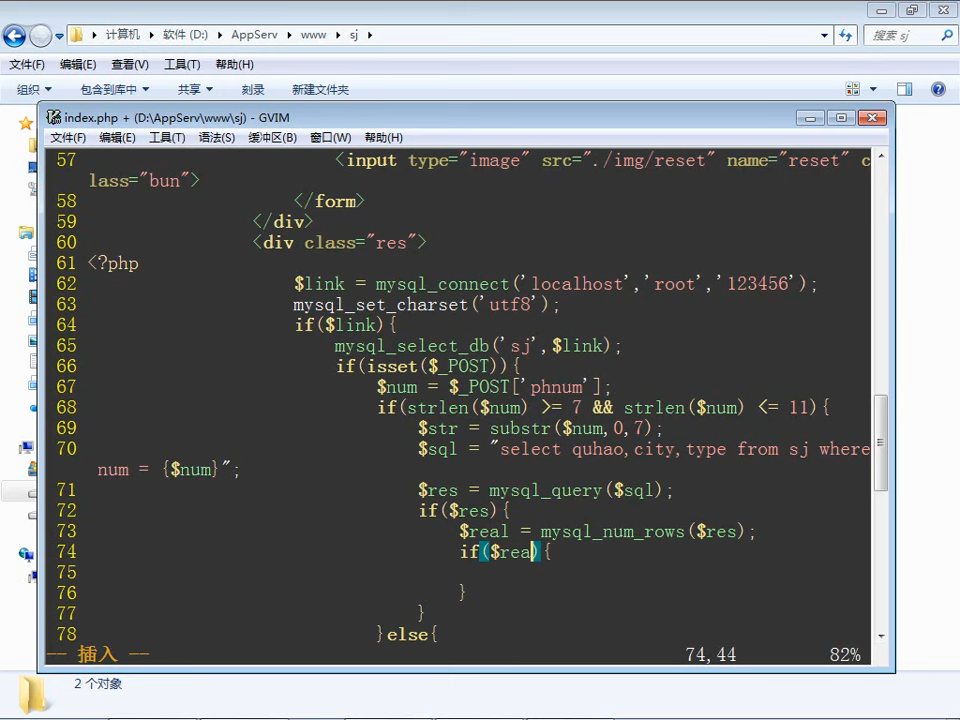 计算机 软件 (D:) AppServ www sj 搜索 sj
文件(F) 编辑(E) 查看(V) 工具(T) 帮助(H)
组织 包含到库中 共享 刻录 新建文件夹
index.php + (D:\AppServ\www\sj) - GVIM
文件(F) 编辑(E) 工具(T) 语法(S) 缓冲区(B) 窗口(W) 帮助(H)
57 <input type="image" src="./img/reset" name="reset" c
lass="bun">
58 </form>
59 </div>
60 <div class="res">
61 <?php
62 $link = mysql_connect('localhost','root','123456');
63 mysql_set_charset('utf8');
64 if($link){
65 mysql_select_db('sj',$link);
66 if(isset($_POST)){
67 $num = $_POST['phnum'];
68 if(strlen($num) >= 7 && strlen($num) <= 11){
69 $str = substr($num,0,7);
70 $sql = "select quhao,city,type from sj where
num = {$num}";
71 $res = mysql_query($sql);
72 if($res){
73 $real = mysql_num_rows($res);
74 if($rea){
75
76 }
77 }
78 }else{
-- 插入 -- 74,44 82%
2 个对象